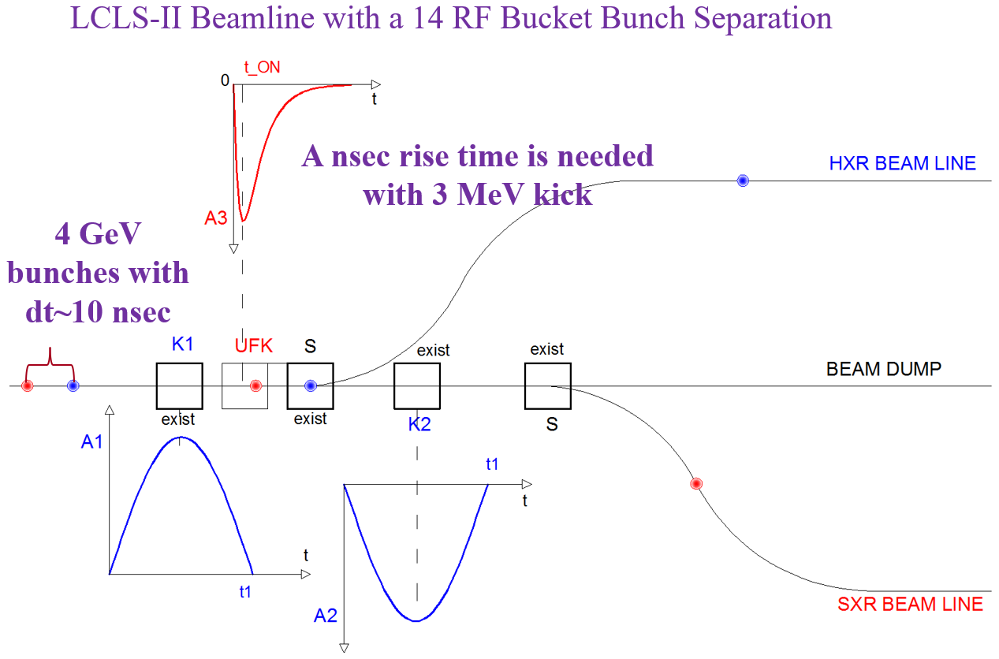 LCLS-II Beamline with a 14 RF Bucket Bunch Separation
t_ON
0
t
A nsec rise time is needed
with 3 MeV kick
HXR BEAM LINE
A3
4 GeV
bunches with
dt~10 nsec
K1
UFK
S
exist
exist
BEAM DUMP
exist
exist
K2
S
A1
t1
t
t
t1
A2
SXR BEAM LINE